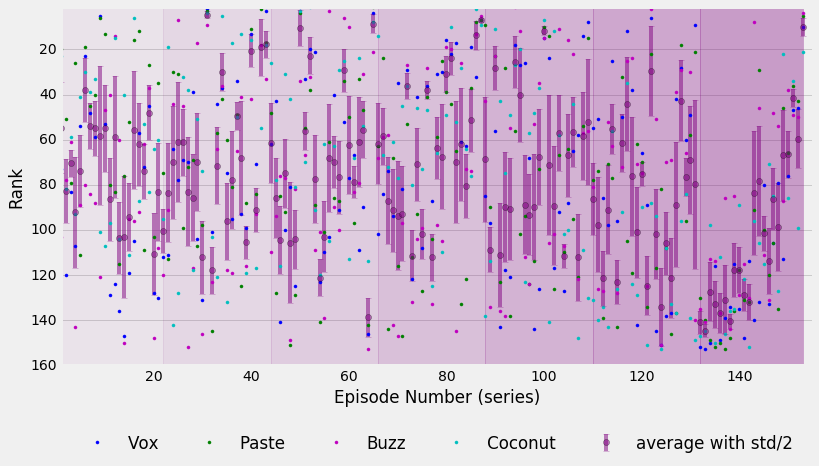 20
40
60
80
100
120
140
160
Rank
20 40 60 80 100 120 140
Episode Number (series)
Vox Paste Buzz Coconut average with std/2